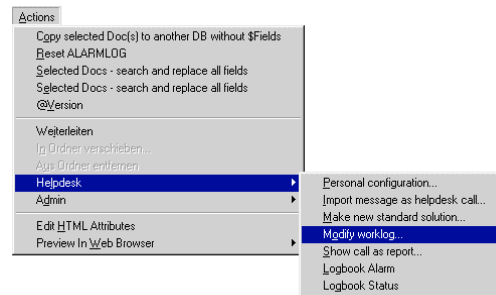 Actions
Copy selected Doc(s) to another DB without $Fields
Reset ALARMLOG
Selected Docs - search and replace all fields
Selected Docs - search and replace all fields
@Version
Weiterleiten
In Ordner verschieben...
Aus Ordner entfernen
Helpdesk
Admin
Edit HTML Attributes
Preview In Web Browser
Personal configuration...
Import message as helpdesk call...
Make new standard solution...
Modify worklog...
Show call as report...
Logbook Alarm
Logbook Status